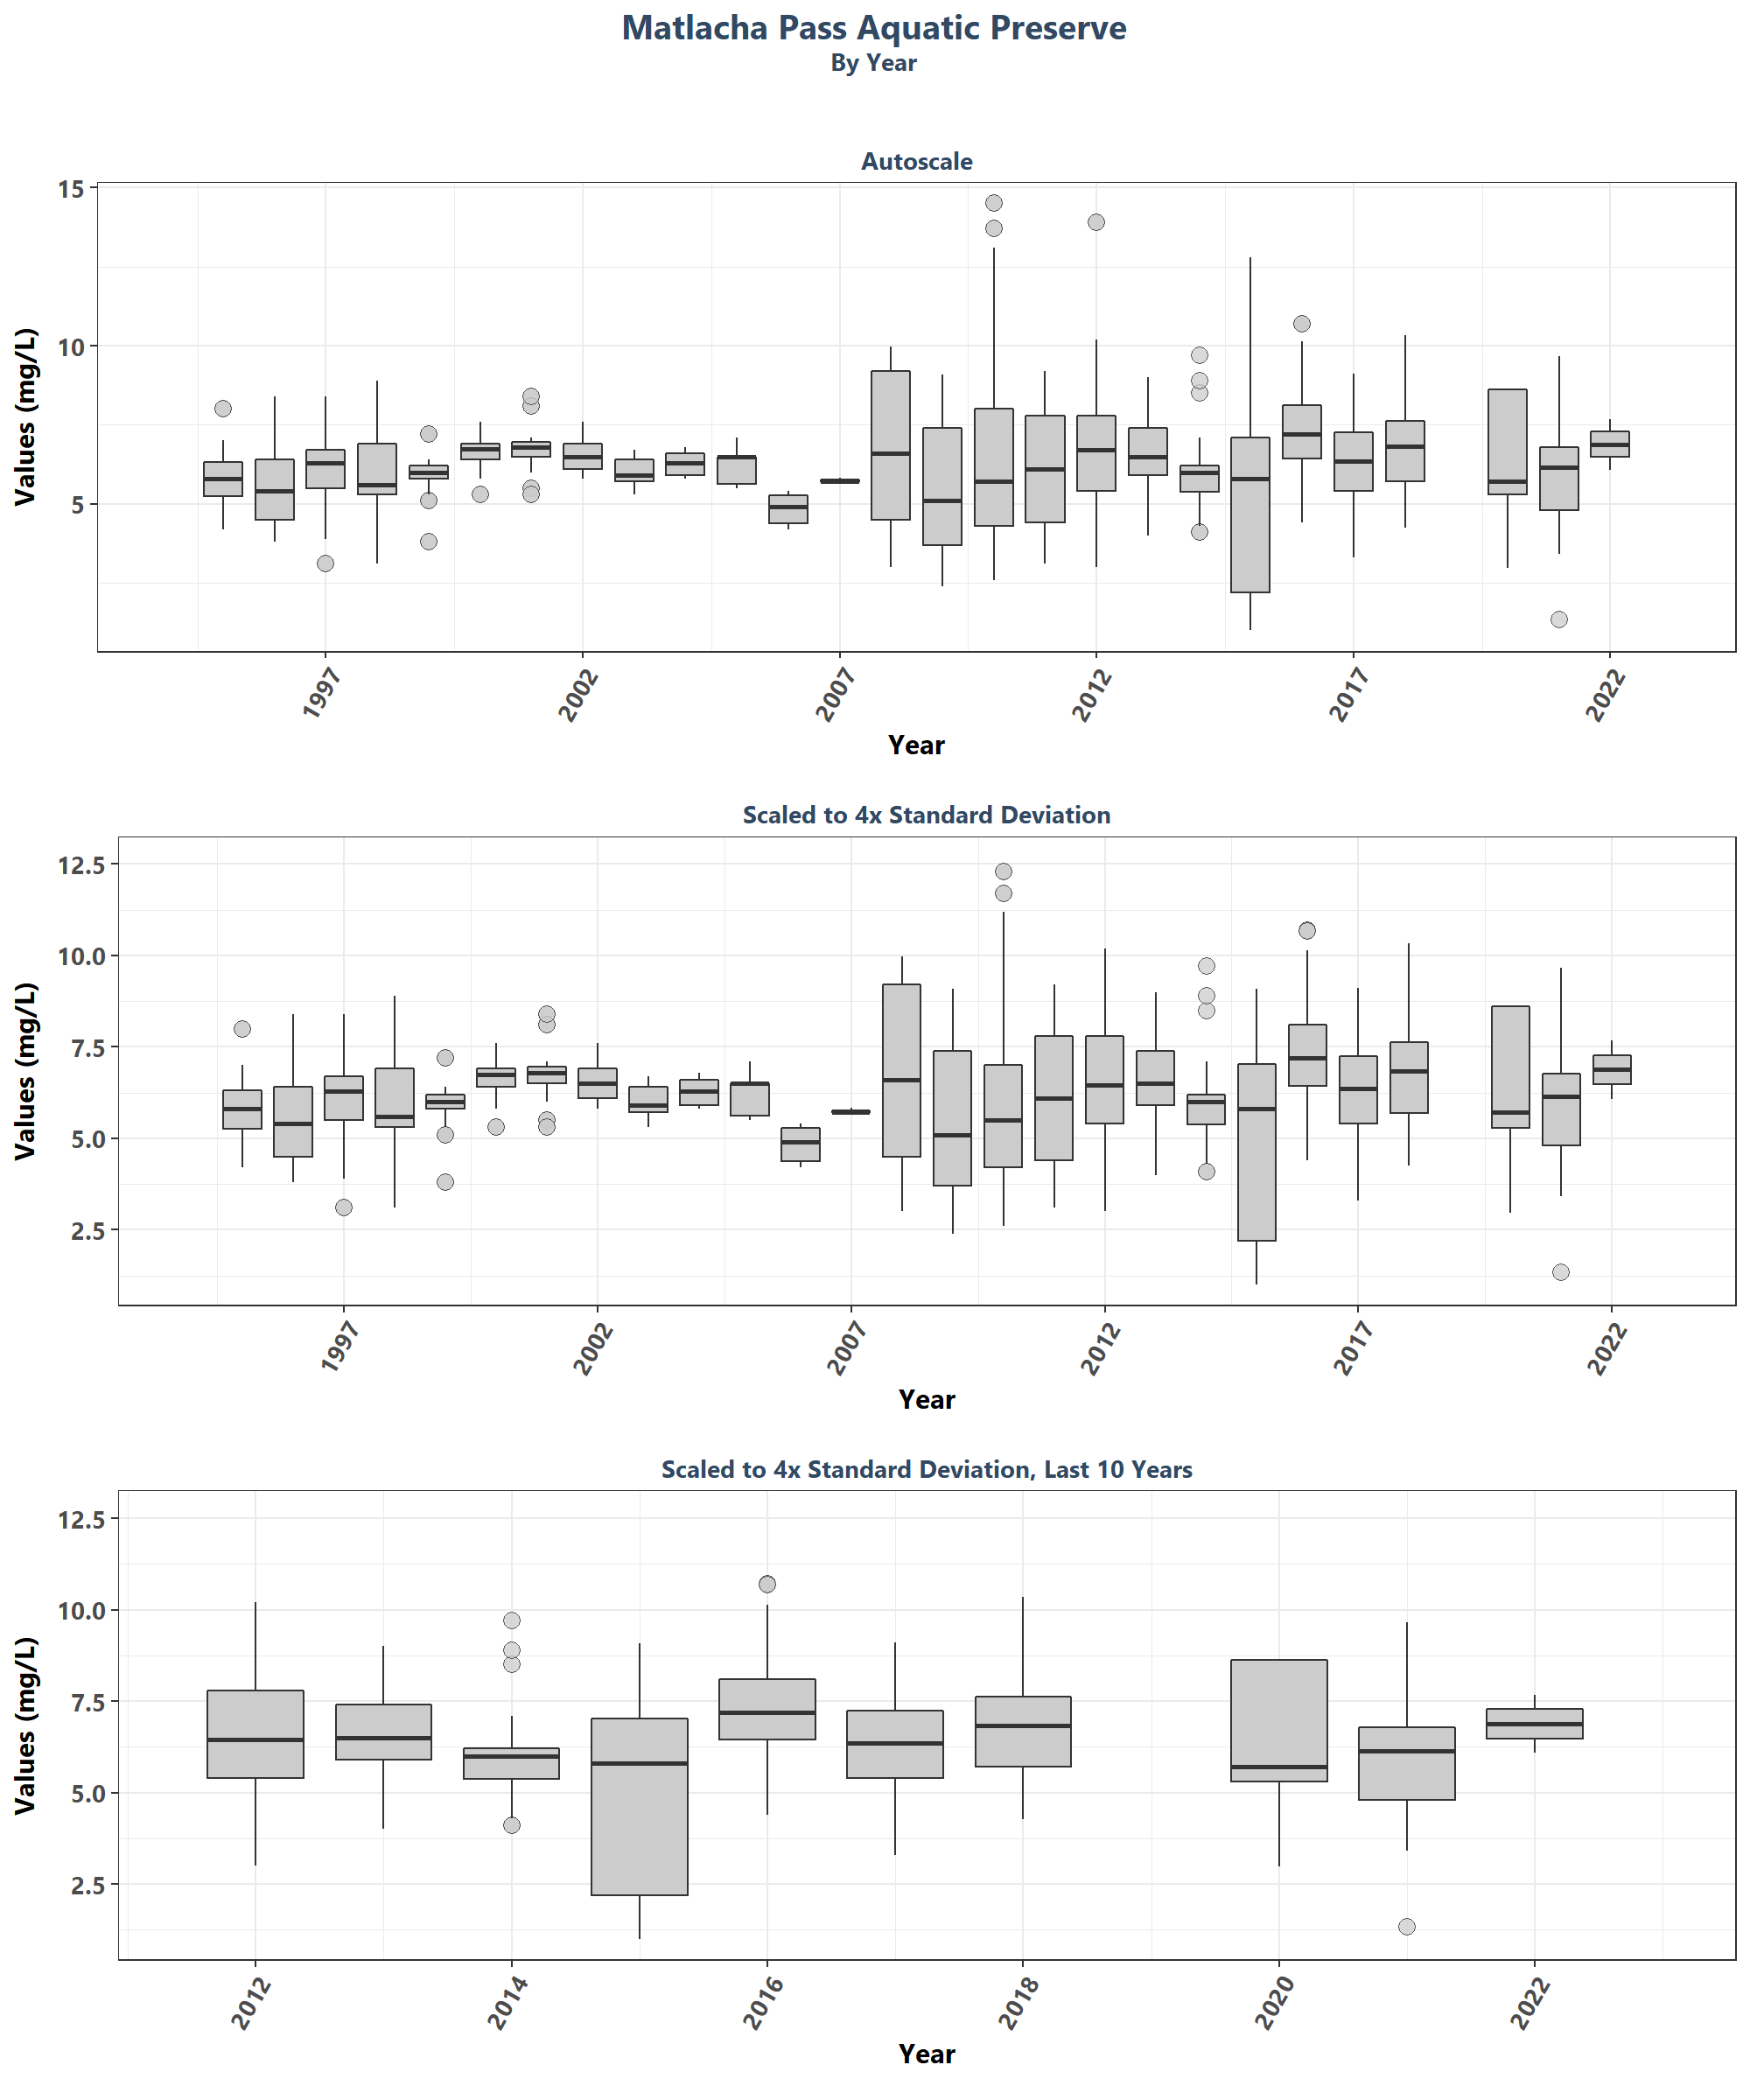 Matlacha Pass Aquatic Preserve
By Year
Autoscale
Values (mg/L)
15
10
5
1997
2002
2007
2012
2017
2022
Year
Scaled to 4x Standard Deviation
Values (mg/L)
12.5
10.0
7.5
5.0
2.5
1997
2002
2007
2012
2017
2022
Year
Scaled to 4x Standard Deviation, Last 10 Years
Values (mg/L)
12.5
10.0
7.5
5.0
2.5
2012
2014
2016
2018
2020
2022
Year